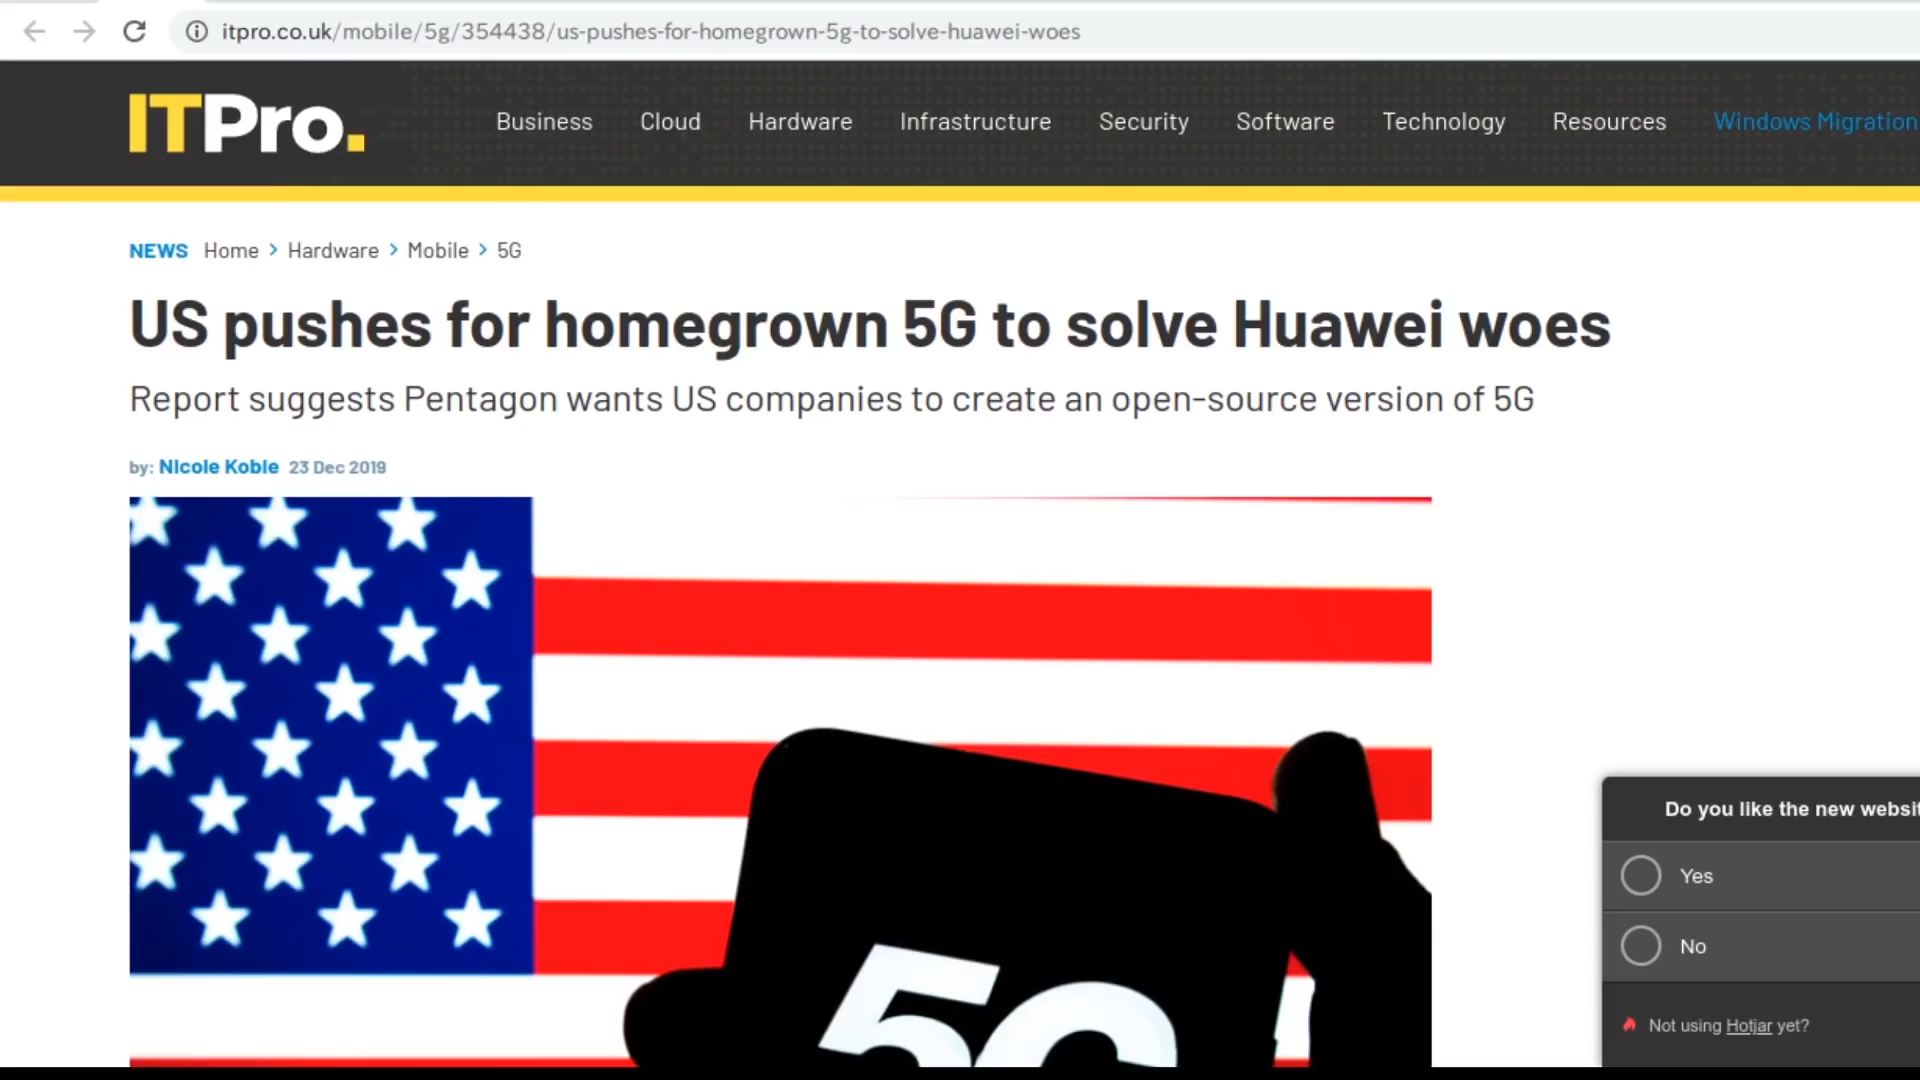 itpro.co.uk/mobile/5g/354438/us-pushes-for-homegrown-5g-to-solve-huawei-woes
ITPro.
Business Cloud Hardware Infrastructure Security Software Technology Resources Windows Migration
NEWS Home > Hardware > Mobile > 5G
US pushes for homegrown 5G to solve Huawei woes
Report suggests Pentagon wants US companies to create an open-source version of 5G
by: Nicole Kobie 23 Dec 2019
5G
Do you like the new websit
Yes
No
Not using Hotjar yet?